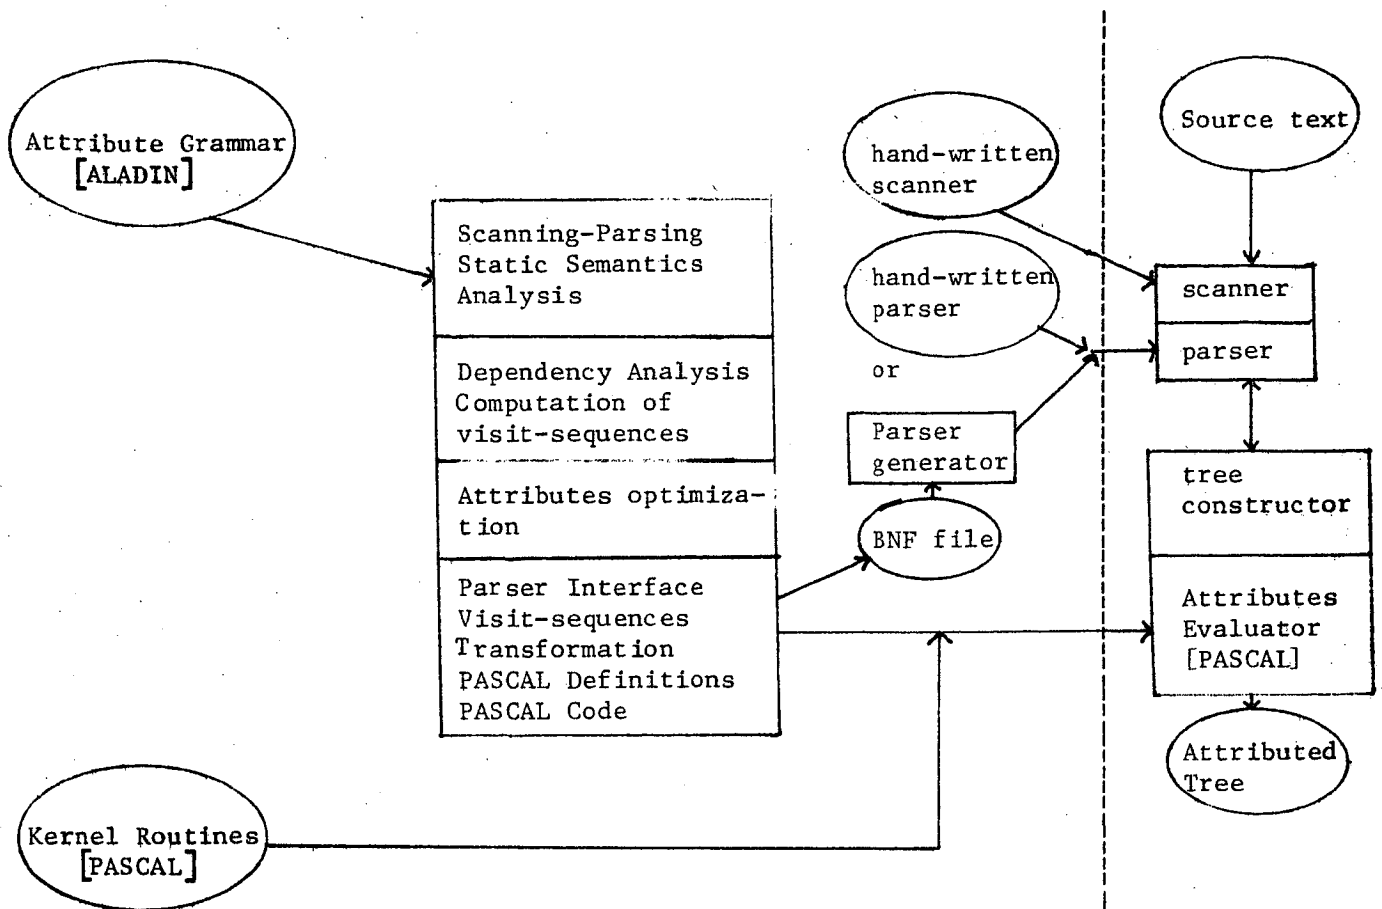 Attribute Grammar
[ALADIN]
Scanning-Parsing
Static Semantics
Analysis
Dependency Analysis
Computation of
visit-sequences
Attributes optimiza-
tion
Parser Interface
Visit-sequences
Transformation
PASCAL Definitions
PASCAL Code
Kernel Routines
[PASCAL]
hand-written
scanner
hand-written
parser
or
Parser
generator
BNF file
Source text
scanner
parser
tree
constructor
Attributes
Evaluator
[PASCAL]
Attributed
Tree